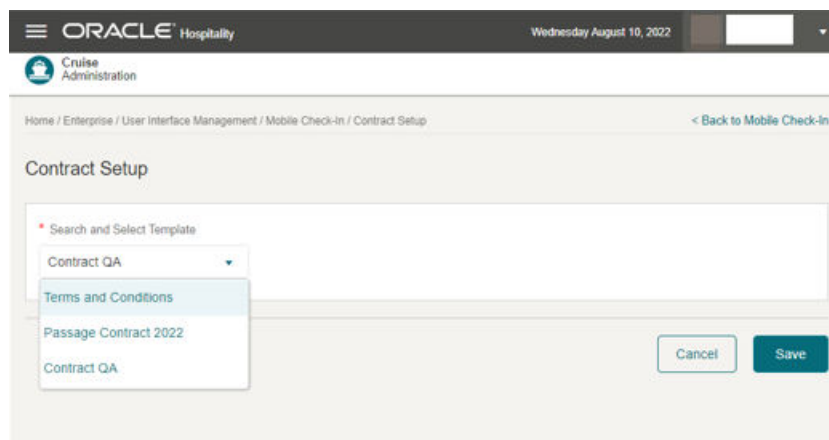 ORACLE Hospitality
Wednesday August 10, 2022
Cruise
Administration
Home / Enterprise / User Interface Management / Mobile Check-In / Contract Setup
< Back to Mobile Check-In
Contract Setup
* Search and Select Template
Contract QA
Terms and Conditions
Passage Contract 2022
Contract QA
Cancel
Save